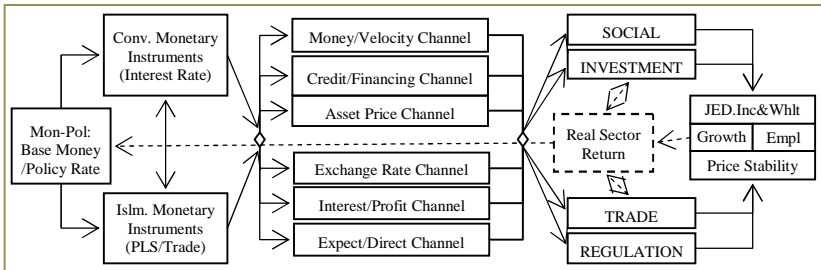 Conv. Monetary
Instruments
(Interest Rate)
Mon-Pol:
Base Money
/Policy Rate
Islm. Monetary
Instruments
(PLS/Trade)
Money/Velocity Channel
Credit/Financing Channel
Asset Price Channel
Exchange Rate Channel
Interest/Profit Channel
Expect/Direct Channel
SOCIAL
INVESTMENT
Real Sector
Return
TRADE
REGULATION
JED.Inc&Whlt
Growth Empl
Price Stability